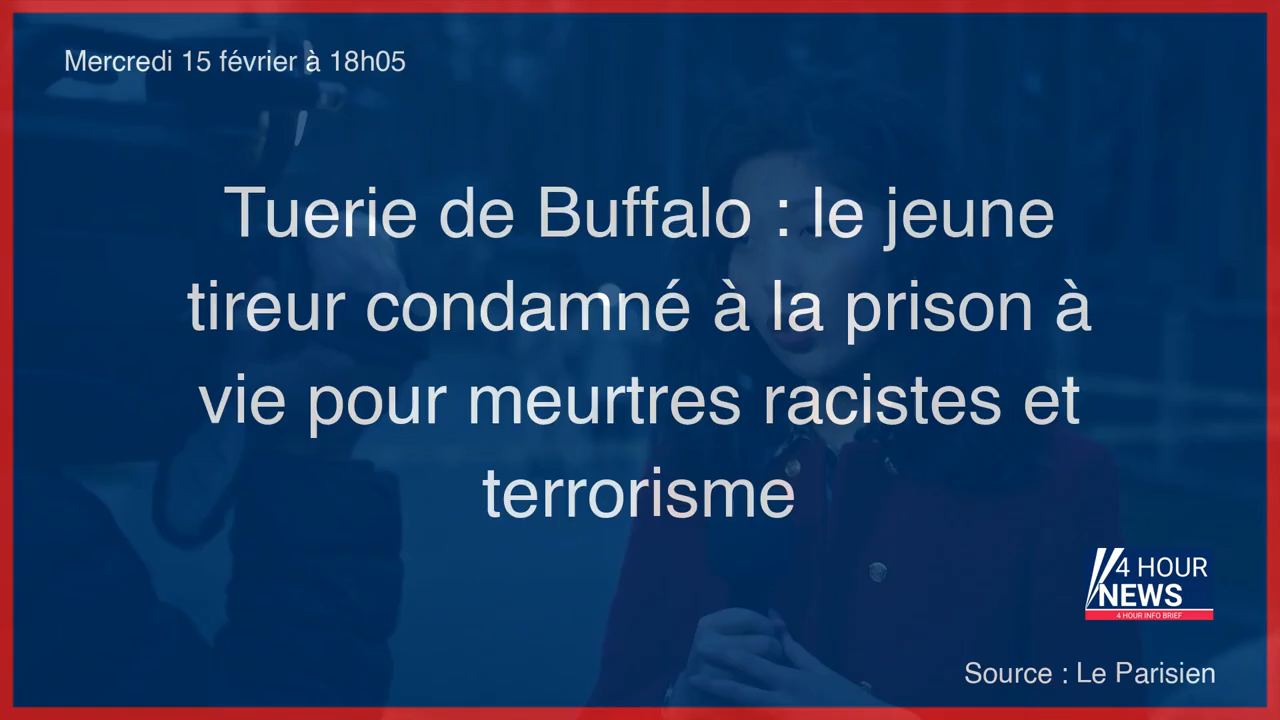 Mercredi 15 février à 18h05
Tuerie de Buffalo : le jeune
tireur condamné à la prison à
vie pour meurtres racistes et
terrorisme
4 HOUR
NEWS
4 HOUR INFO BRIEF
Source : Le Parisien